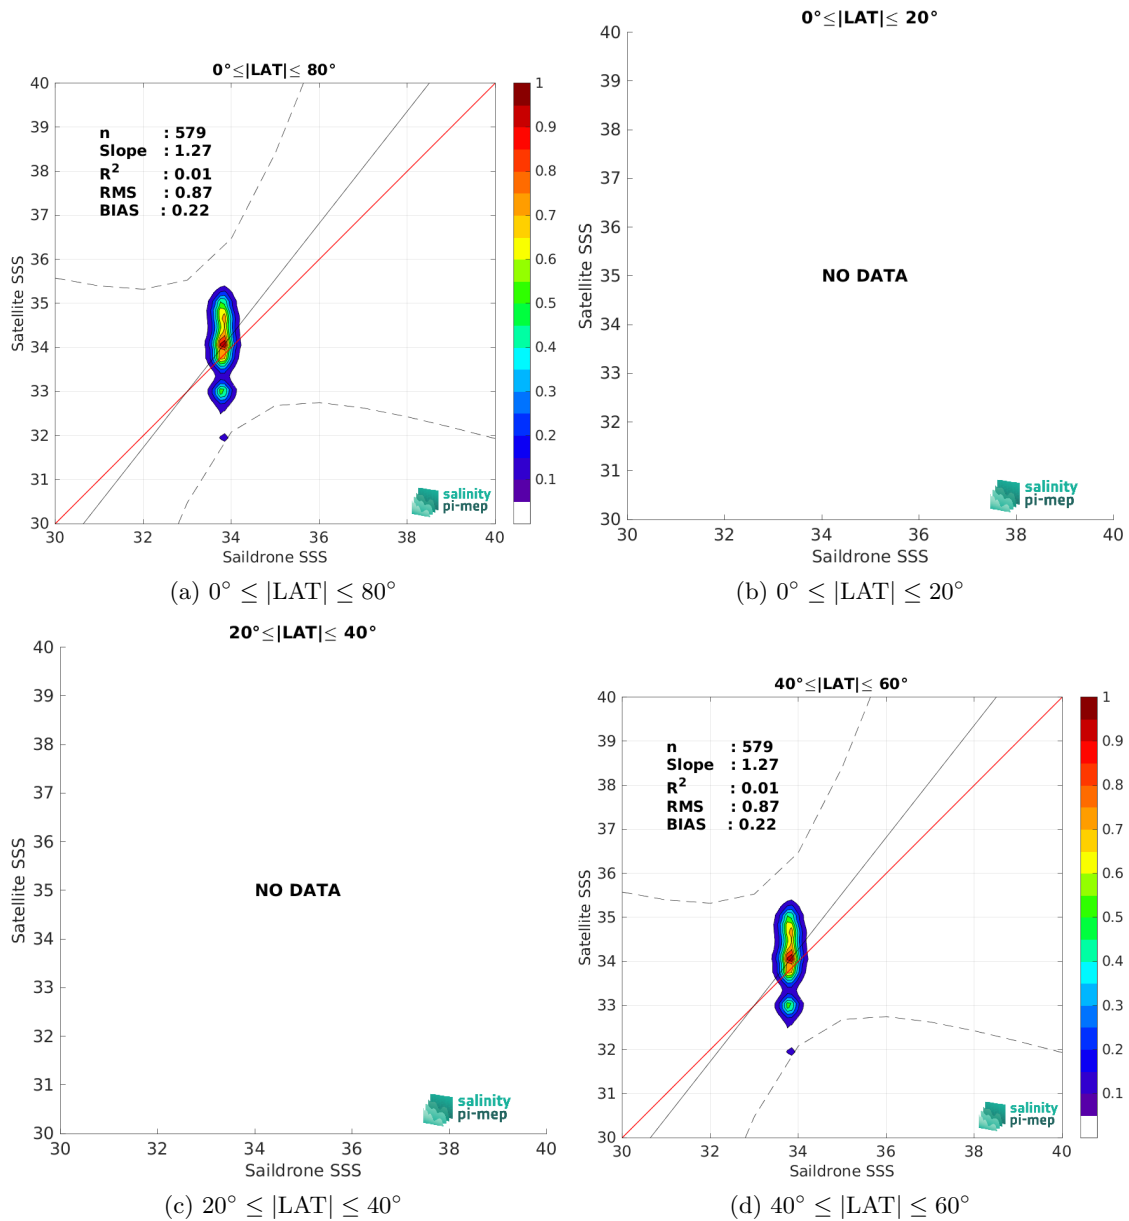 0°≤|LAT|≤ 80°
40
39
38
37
36
35
34
33
32
31
30
Satellite SSS
n : 579
Slope : 1.27
R² : 0.01
RMS : 0.87
BIAS : 0.22
salinity
pi-mep
30 32 34 36 38 40
Saildrone SSS
1
0.9
0.8
0.7
0.6
0.5
0.4
0.3
0.2
0.1
(a) 0° ≤ |LAT| ≤ 80°
0°≤|LAT|≤ 20°
40
39
38
37
36
35
34
33
32
31
30
Satellite SSS
NO DATA
salinity
pi-mep
30 32 34 36 38 40
Saildrone SSS
(b) 0° ≤ |LAT| ≤ 20°
20°≤|LAT|≤ 40°
40
39
38
37
36
35
34
33
32
31
30
Satellite SSS
NO DATA
salinity
pi-mep
30 32 34 36 38 40
Saildrone SSS
(c) 20° ≤ |LAT| ≤ 40°
40°≤|LAT|≤ 60°
40
39
38
37
36
35
34
33
32
31
30
Satellite SSS
n : 579
Slope : 1.27
R² : 0.01
RMS : 0.87
BIAS : 0.22
salinity
pi-mep
30 32 34 36 38 40
Saildrone SSS
1
0.9
0.8
0.7
0.6
0.5
0.4
0.3
0.2
0.1
(d) 40° ≤ |LAT| ≤ 60°